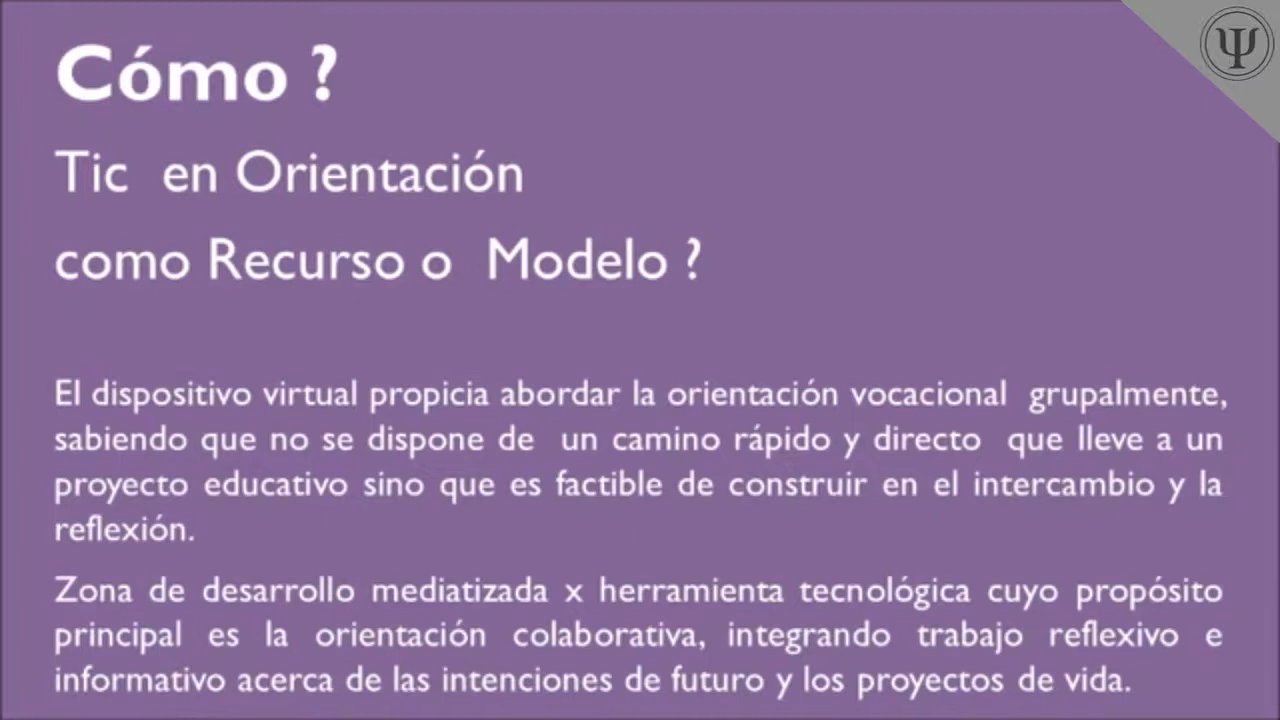 Cómo ?
Tic en Orientación
como Recurso o Modelo ?
El dispositivo virtual propicia abordar la orientación vocacional grupalmente,
sabiendo que no se dispone de un camino rápido y directo que lleve a un
proyecto educativo sino que es factible de construir en el intercambio y la
reflexión.
Zona de desarrollo mediatizada x herramienta tecnológica cuyo propósito
principal es la orientación colaborativa, integrando trabajo reflexivo e
informativo acerca de las intenciones de futuro y los proyectos de vida.
Ψ